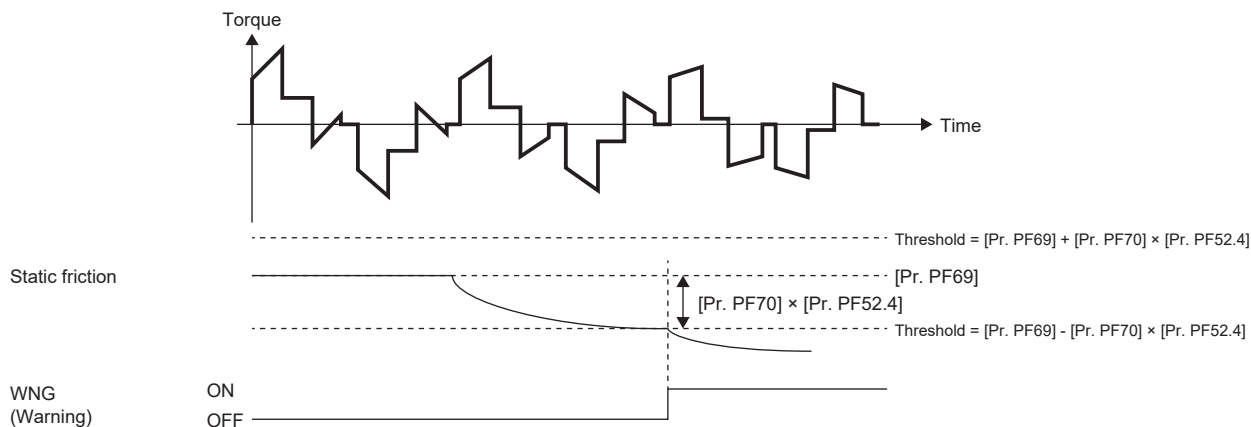 Torque
Time
Threshold = [Pr. PF69] + [Pr. PF70] × [Pr. PF52.4]
Static friction
[Pr. PF69]
[Pr. PF70] × [Pr. PF52.4]
Threshold = [Pr. PF69] - [Pr. PF70] × [Pr. PF52.4]
WNG
(Warning)
ON
OFF